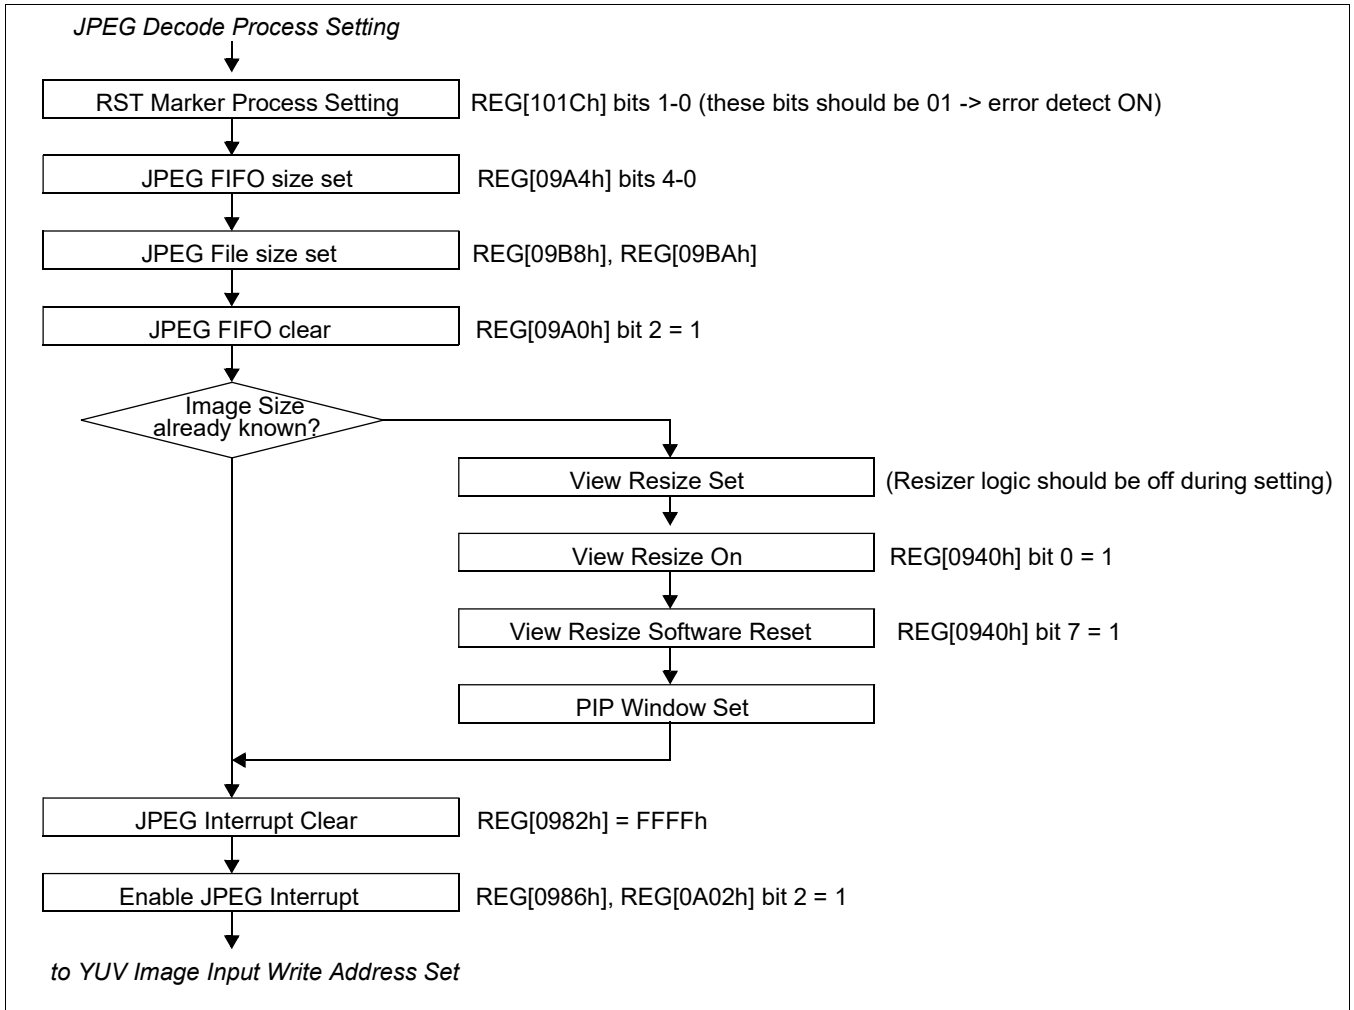 JPEG Decode Process Setting
RST Marker Process Setting
REG[101Ch] bits 1-0 (these bits should be 01 -> error detect ON)
JPEG FIFO size set
REG[09A4h] bits 4-0
JPEG File size set
REG[09B8h], REG[09BAh]
JPEG FIFO clear
REG[09A0h] bit 2 = 1
Image Size
already known?
View Resize Set
(Resizer logic should be off during setting)
View Resize On
REG[0940h] bit 0 = 1
View Resize Software Reset
REG[0940h] bit 7 = 1
PIP Window Set
JPEG Interrupt Clear
REG[0982h] = FFFFh
Enable JPEG Interrupt
REG[0986h], REG[0A02h] bit 2 = 1
to YUV Image Input Write Address Set